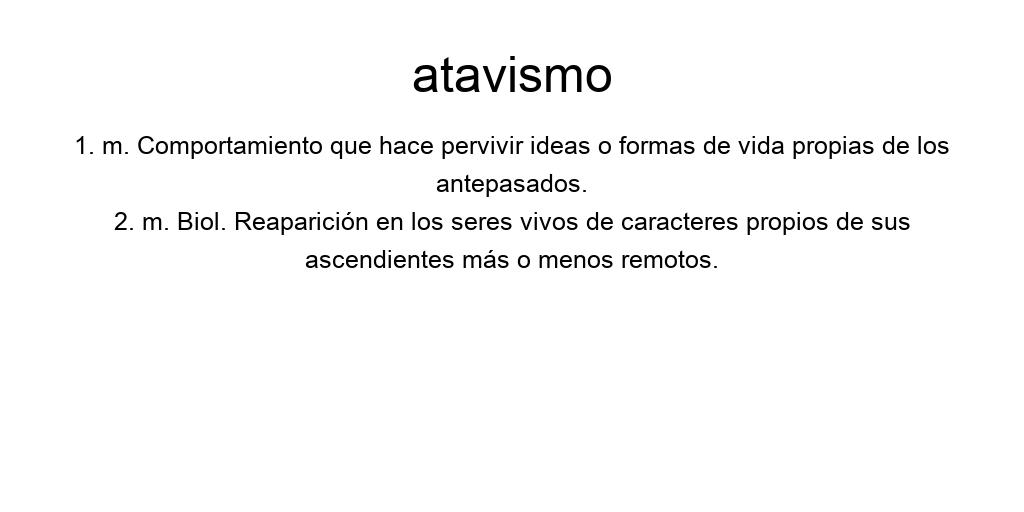 atavismo
1. m. Comportamiento que hace pervivir ideas o formas de vida propias de los
antepasados.
2. m. Biol. Reaparición en los seres vivos de caracteres propios de sus
ascendientes más o menos remotos.